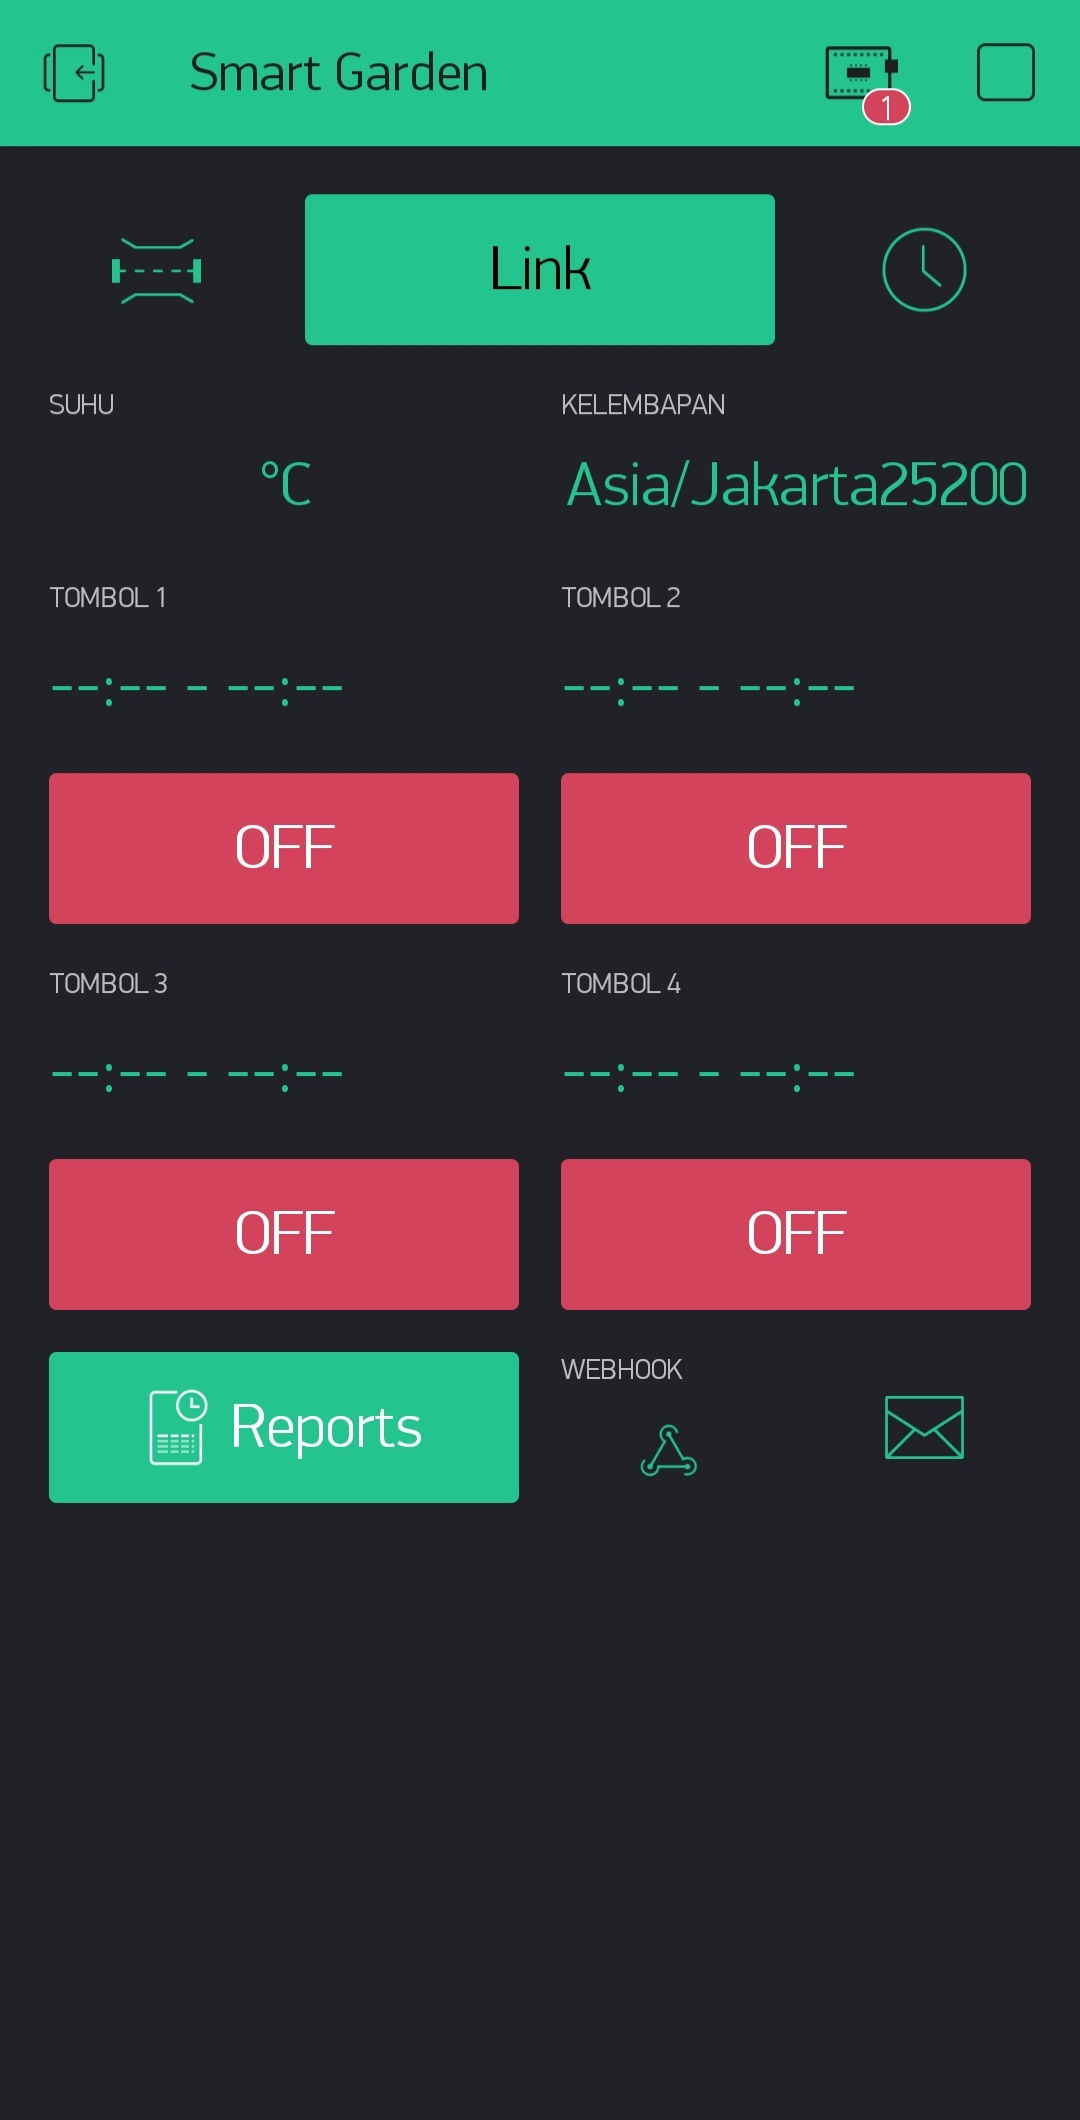 Smart Garden
1
Link
SUHU
KELEMBAPAN
°C
Asia/Jakarta25200
TOMBOL 1
TOMBOL 2
--:-- - --:--
--:-- - --:--
OFF
OFF
TOMBOL 3
TOMBOL 4
--:-- - --:--
--:-- - --:--
OFF
OFF
Reports
WEBHOOK